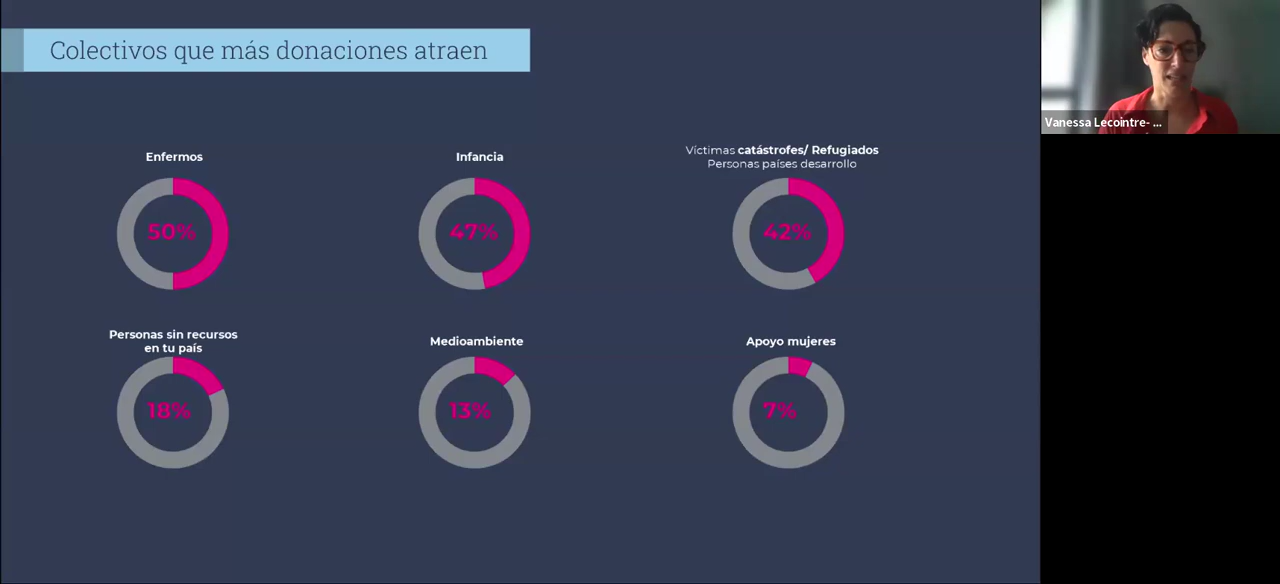 Colectivos que más donaciones atraen
Vanessa Lecointre- ...
Enfermos
Infancia
Víctimas catástrofes/ Refugiados
Personas países desarrollo
50%
47%
42%
Personas sin recursos
en tu país
Medioambiente
Apoyo mujeres
18%
13%
7%